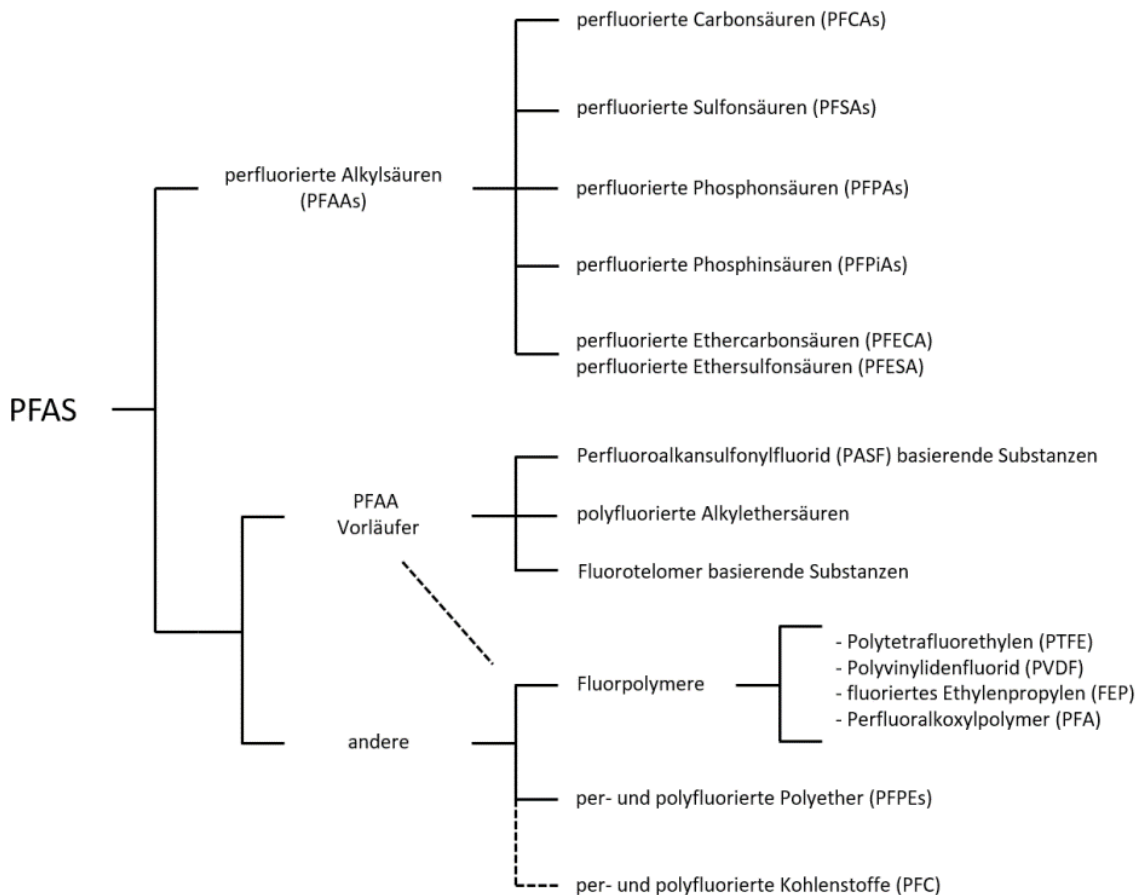 PFAS
perfluorierte Alkylsäuren
(PFAAs)
perfluorierte Carbonsäuren (PFCAs)
perfluorierte Sulfonsäuren (PFSAs)
perfluorierte Phosphonsäuren (PFPAs)
perfluorierte Phosphinsäuren (PFPiAs)
perfluorierte Ethercarbonsäuren (PFECA)
perfluorierte Ethersulfonsäuren (PFESA)
PFAA
Vorläufer
Perfluoroalkansulfonylfluorid (PASF) basierende Substanzen
polyfluorierte Alkylethersäuren
Fluorotelomer basierende Substanzen
andere
Fluorpolymere
- Polytetrafluorethylen (PTFE)
- Polyvinylidenfluorid (PVDF)
- fluoriertes Ethylenpropylen (FEP)
- Perfluoralkoxylpolymer (PFA)
per- und polyfluorierte Polyether (PFPEs)
per- und polyfluorierte Kohlenstoffe (PFC)